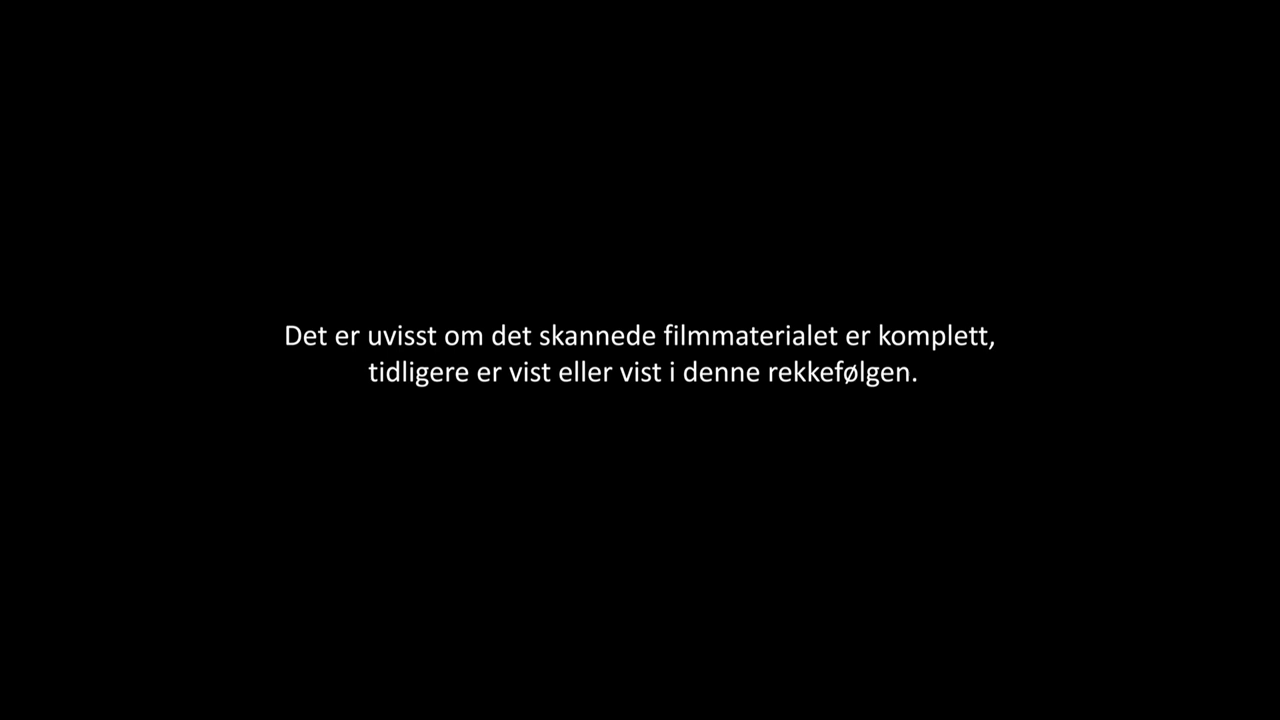 Det er uvisst om det skannede filmmaterialet er komplett,
tidligere er vist eller vist i denne rekkefølgen.